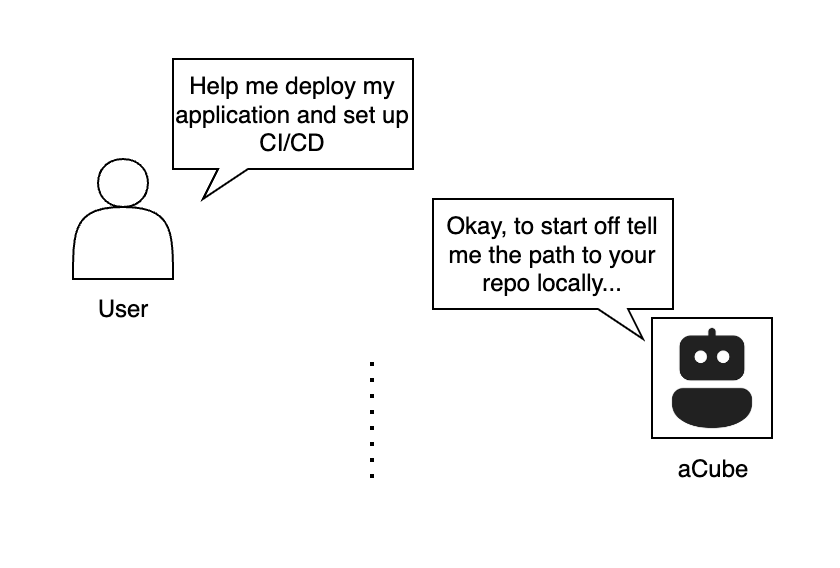 Help me deploy my
application and set up
CI/CD
User
Okay, to start off tell
me the path to your
repo locally...
aCube